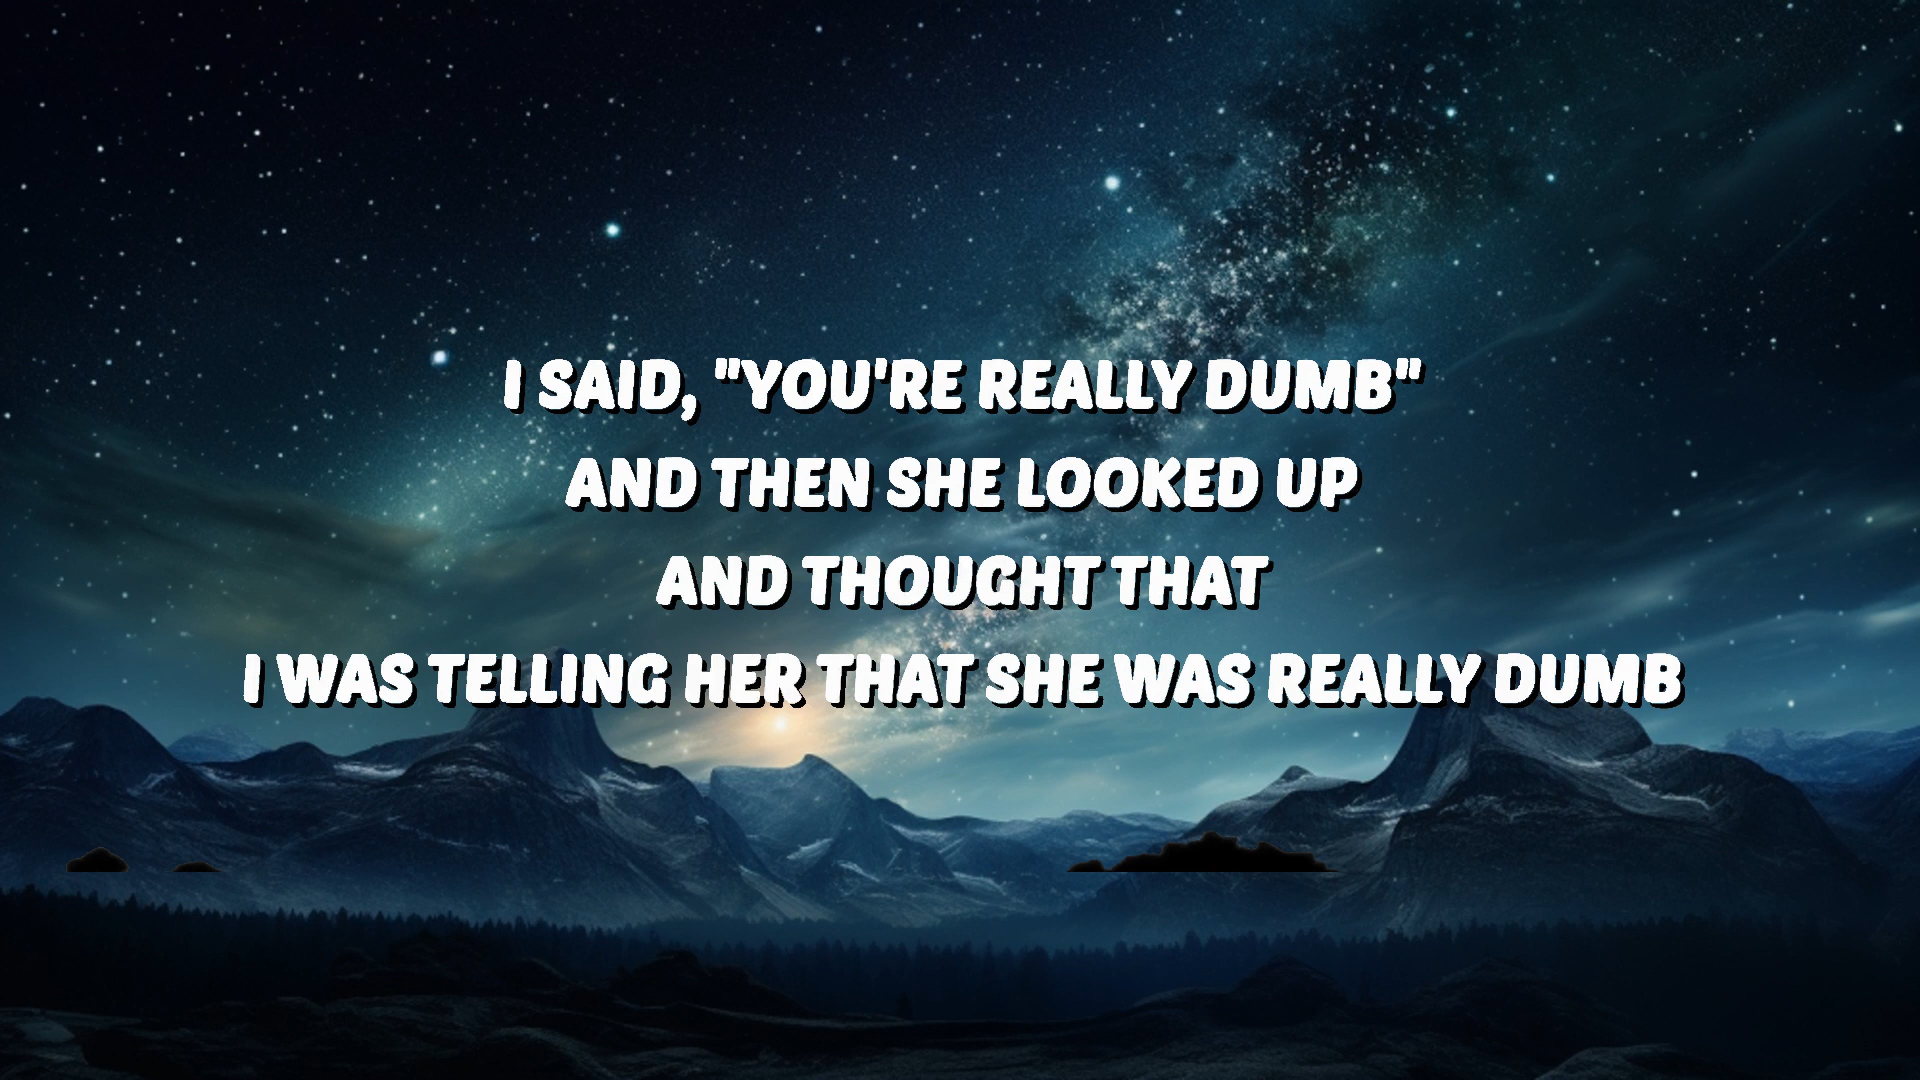 I SAID, "YOU'RE REALLY DUMB"
AND THEN SHE LOOKED UP
AND THOUGHT THAT
I WAS TELLING HER THAT SHE WAS REALLY DUMB